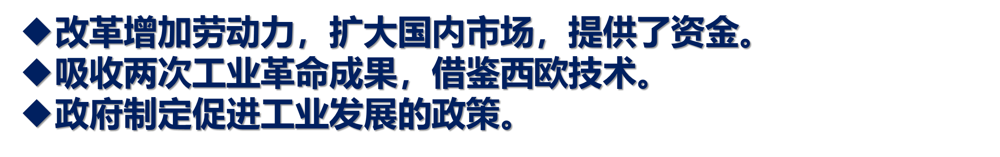 ◆改革增加劳动力，扩大国内市场，提供了资金。
◆吸收两次工业革命成果，借鉴西欧技术。
◆政府制定促进工业发展的政策。